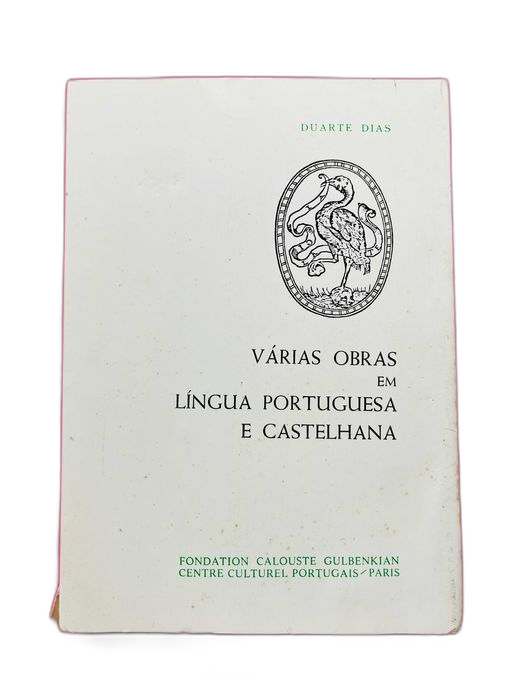 DUARTE DIAS
VÁRIAS OBRAS
EM
LÍNGUA PORTUGUESA
E CASTELHANA
FONDATION CALOUSTE GULBENKIAN
CENTRE CULTUREL PORTUGAIS/PARIS